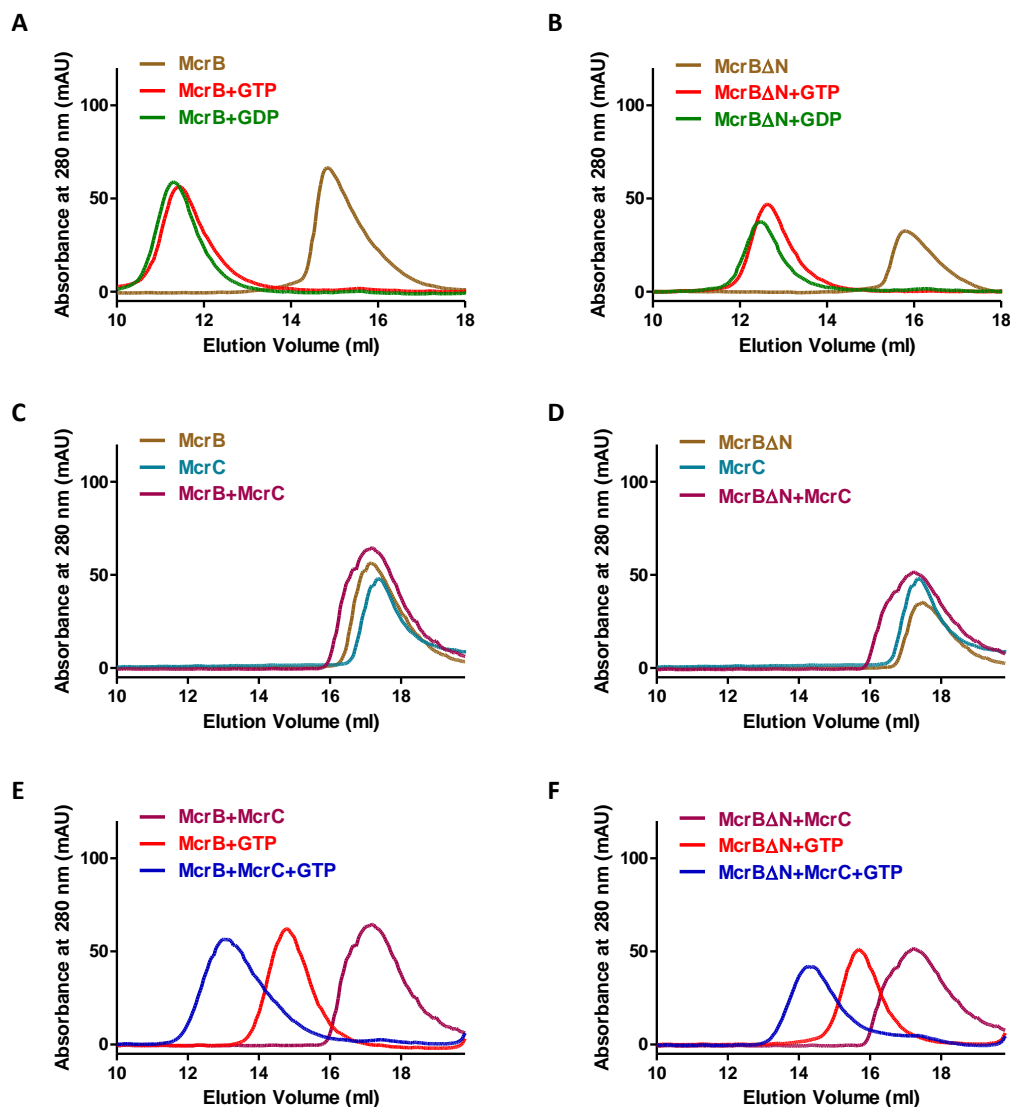 A
McrB
McrB+GTP
McrB+GDP
Absorbance at 280 nm (mAU)
100
50
0
10 12 14 16 18
Elution Volume (ml)
B
McrBΔN
McrBΔN+GTP
McrBΔN+GDP
Absorbance at 280 nm (mAU)
100
50
0
10 12 14 16 18
Elution Volume (ml)
C
McrB
McrC
McrB+McrC
Absorbance at 280 nm (mAU)
100
50
0
10 12 14 16 18
Elution Volume (ml)
D
McrBΔN
McrC
McrBΔN+McrC
Absorbance at 280 nm (mAU)
100
50
0
10 12 14 16 18
Elution Volume (ml)
E
McrB+McrC
McrB+GTP
McrB+McrC+GTP
Absorbance at 280 nm (mAU)
100
50
0
10 12 14 16 18
Elution Volume (ml)
F
McrBΔN+McrC
McrBΔN+GTP
McrBΔN+McrC+GTP
Absorbance at 280 nm (mAU)
100
50
0
10 12 14 16 18
Elution Volume (ml)